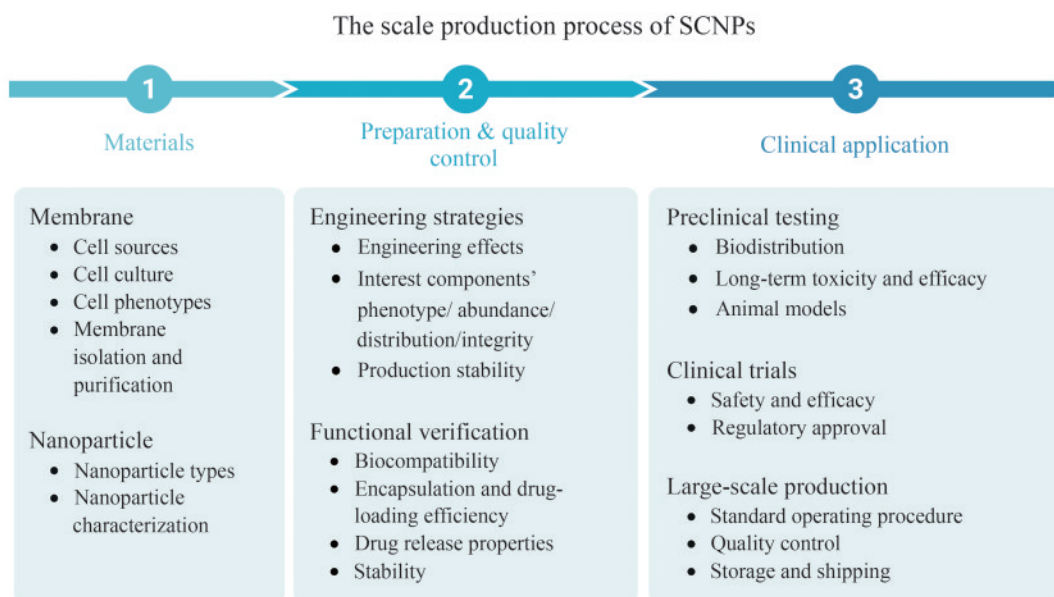 The scale production process of SCNPs
1
2
3
Materials
Preparation & quality
control
Clinical application
Membrane
• Cell sources
• Cell culture
• Cell phenotypes
• Membrane
isolation and
purification
Nanoparticle
• Nanoparticle types
• Nanoparticle
characterization
Engineering strategies
• Engineering effects
• Interest components’
phenotype/ abundance/
distribution/integrity
• Production stability
Functional verification
• Biocompatibility
• Encapsulation and drug-
loading efficiency
• Drug release properties
• Stability
Preclinical testing
• Biodistribution
• Long-term toxicity and efficacy
• Animal models
Clinical trials
• Safety and efficacy
• Regulatory approval
Large-scale production
• Standard operating procedure
• Quality control
• Storage and shipping